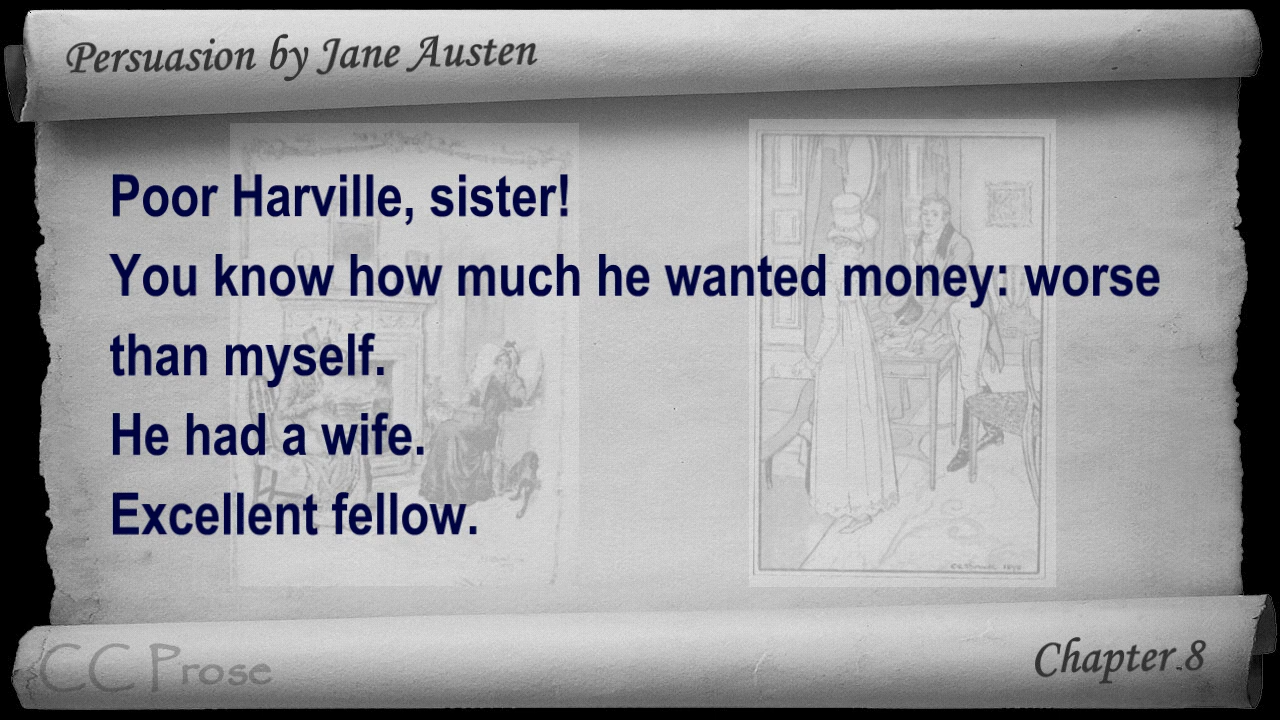 Persuasion by Jane Austen
Poor Harville, sister!
You know how much he wanted money: worse
than myself.
He had a wife.
Excellent fellow.
CC Prose
Chapter 8